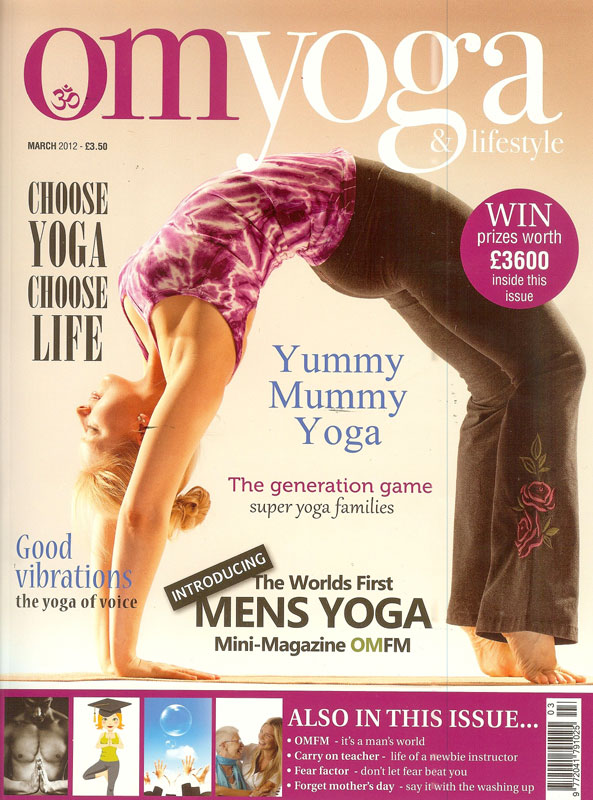 omyoga
& lifestyle
MARCH 2012 - £3.50
CHOOSE
YOGA
CHOOSE
LIFE
WIN
prizes worth
£3600
inside this
issue
Yummy
Mummy
Yoga
The generation game
super yoga families
Good
vibrations
the yoga of voice
INTRODUCING
The Worlds First
MENS YOGA
Mini-Magazine OMFM
ALSO IN THIS ISSUE...
• OMFM - it's a man's world
• Carry on teacher - life of a newbie instructor
• Fear factor - don't let fear beat you
• Forget mother's day - say it with the washing up
03
9 772041 791025